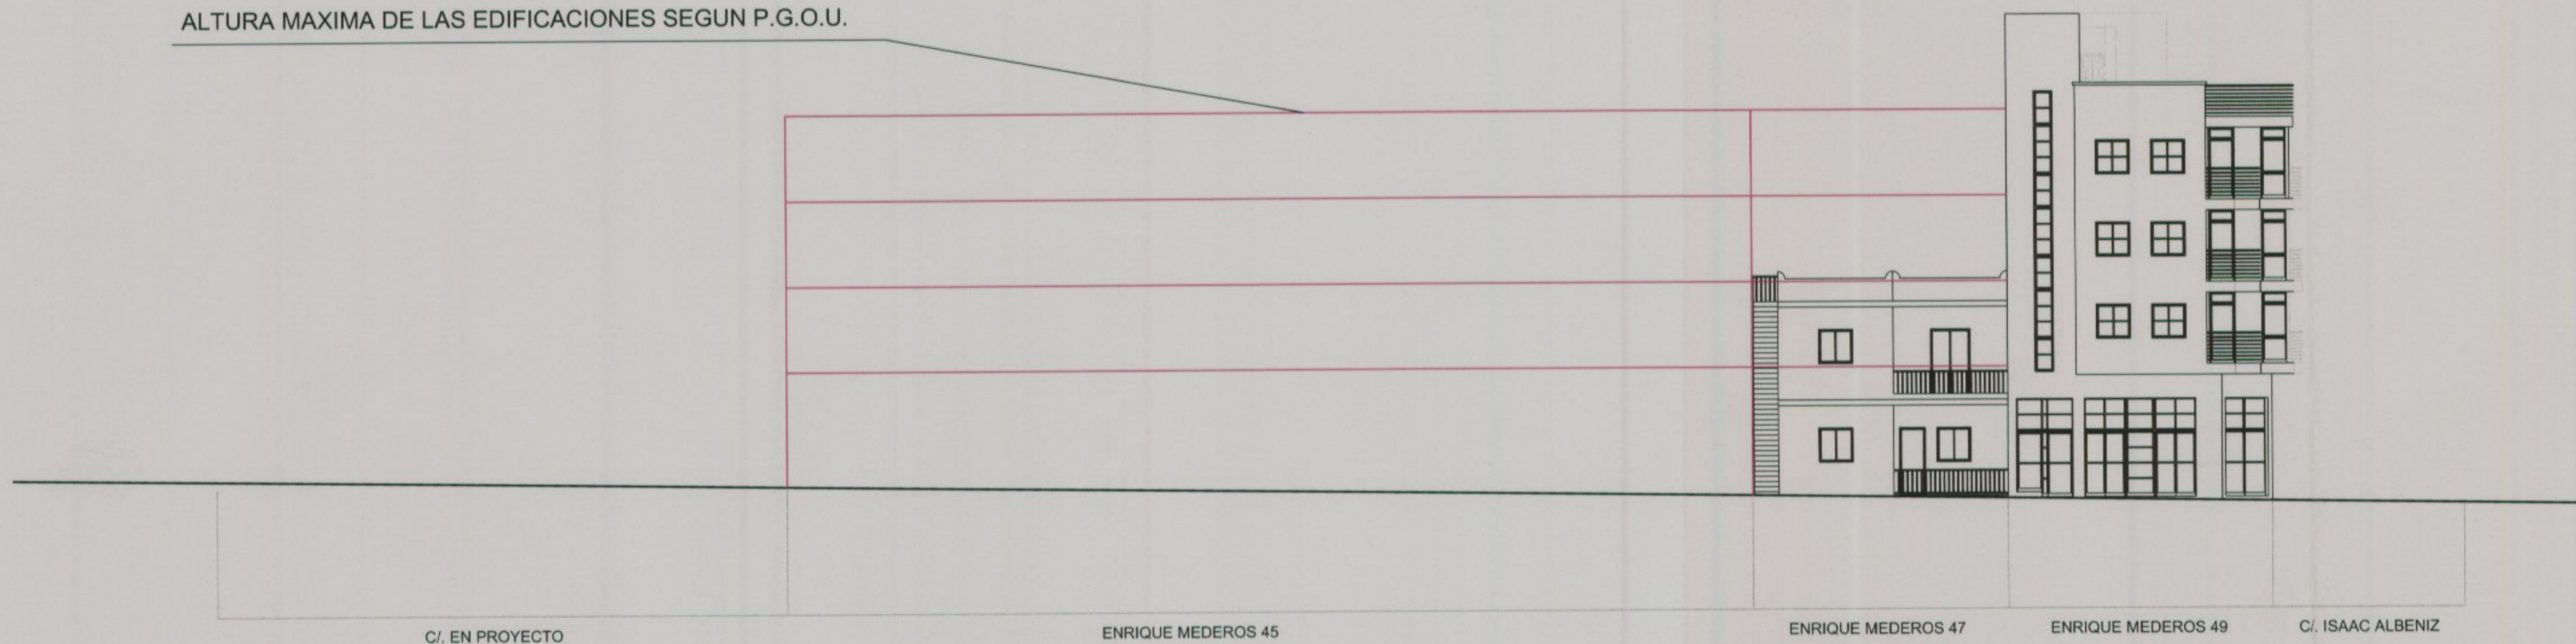 ALTURA MAXIMA DE LAS EDIFICACIONES SEGUN P.G.O.U.
C/. EN PROYECTO
ENRIQUE MEDEROS 45
ENRIQUE MEDEROS 47
ENRIQUE MEDEROS 49
C/. ISAAC ALBENIZ